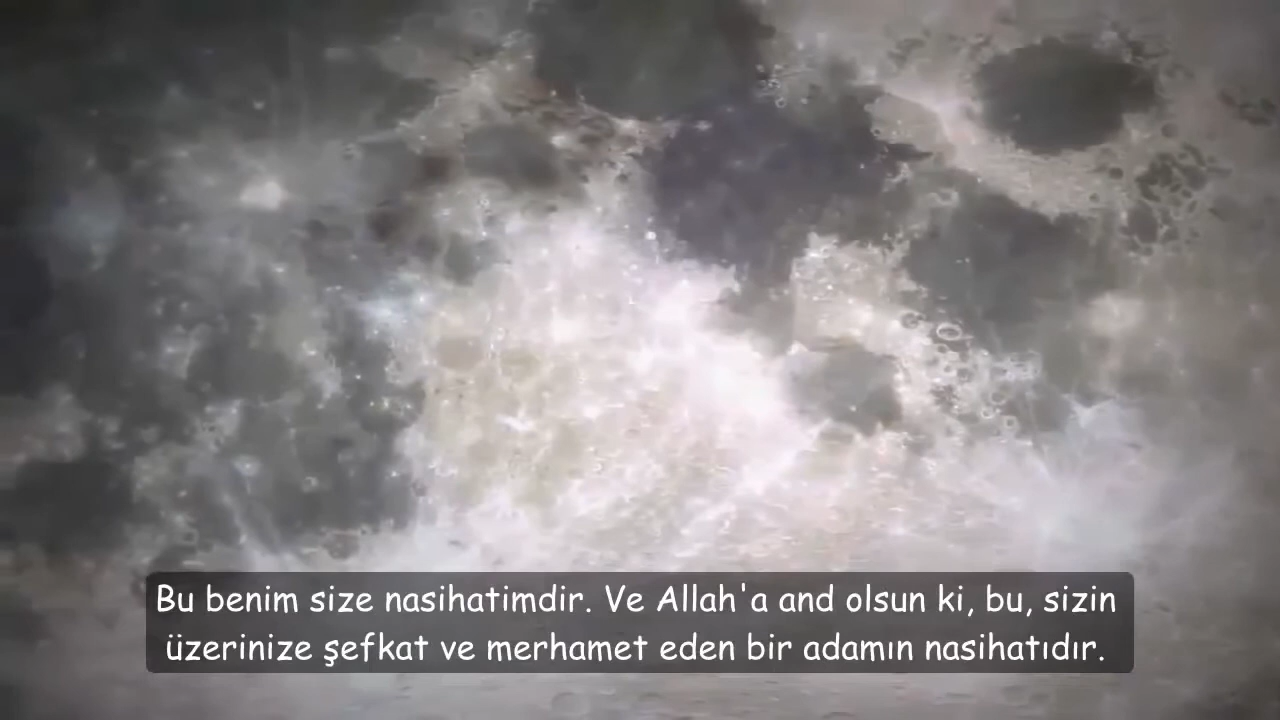 Bu benim size nasihatimdir. Ve Allah'a and olsun ki, bu, sizin
üzerinize şefkat ve merhamet eden bir adamın nasihatıdır.